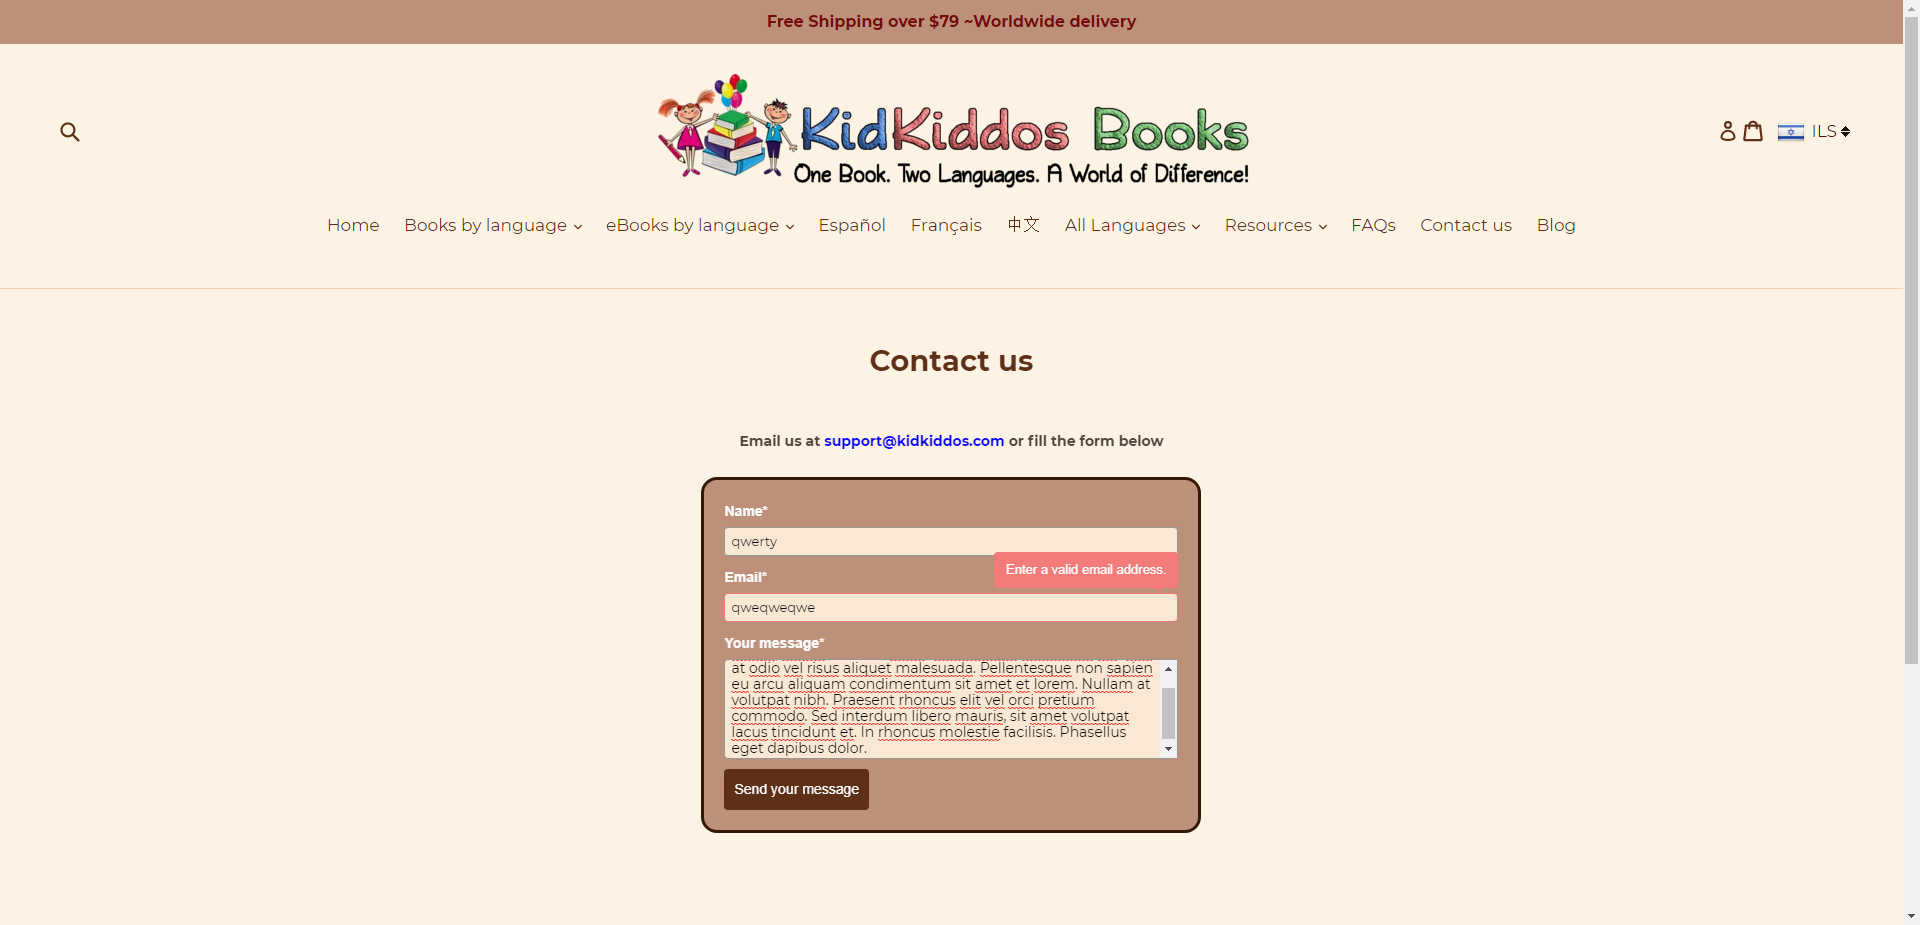 Free Shipping over $79 ~Worldwide delivery
KidKiddos Books
One Book. Two Languages. A World of Difference!
ILS
Home Books by language eBooks by language Español Français 中文 All Languages Resources FAQs Contact us Blog
Contact us
Email us at support@kidkiddos.com or fill the form below
Name*
qwerty
Enter a valid email address.
Email*
qweqweqwe
Your message*
at odio vel risus aliquet malesuada. Pellentesque non sapien
eu arcu aliquam condimentum sit amet et lorem. Nullam at
volutpat nibh. Praesent rhoncus elit vel orci pretium
commodo. Sed interdum libero mauris, sit amet volutpat
lacus tincidunt et. In rhoncus molestie facilisis. Phasellus
eget dapibus dolor.
Send your message